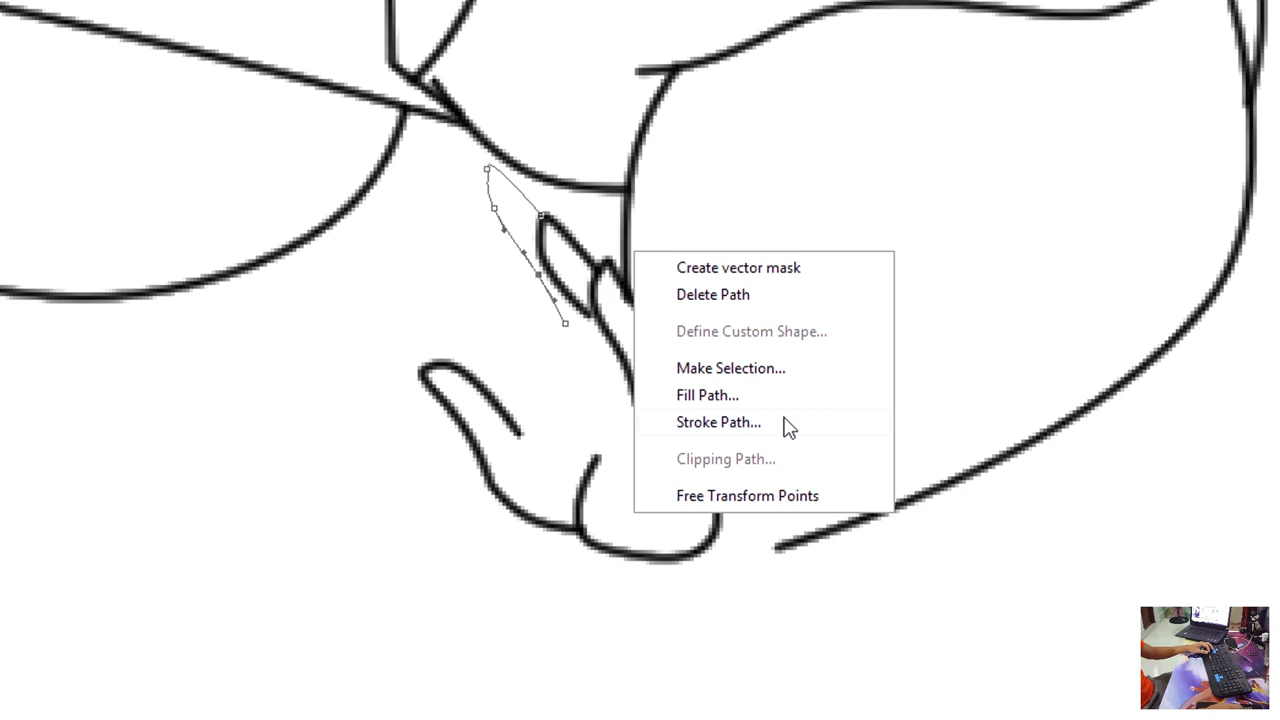 Create vector mask
Delete Path
Define Custom Shape...
Make Selection...
Fill Path...
Stroke Path...
Clipping Path...
Free Transform Points